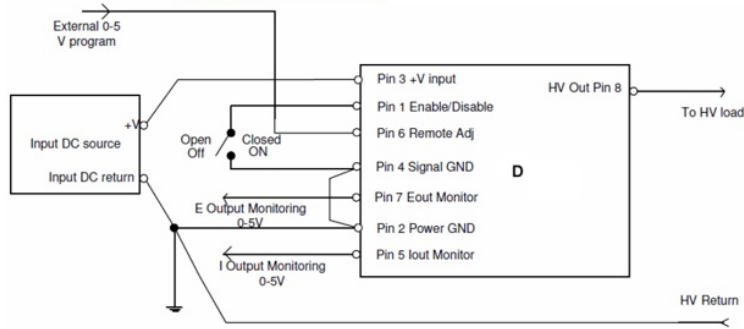 External 0-5
V program
Pin 3 +V input
HV Out Pin 8
Pin 1 Enable/Disable
To HV load
+V
Input DC source
Open
Off
Closed
ON
Pin 6 Remote Adj
Pin 4 Signal GND
D
Input DC return
Pin 7 Eout Monitor
E Output Monitoring
0-5V
Pin 2 Power GND
Pin 5 Iout Monitor
I Output Monitoring
0-5V
HV Return